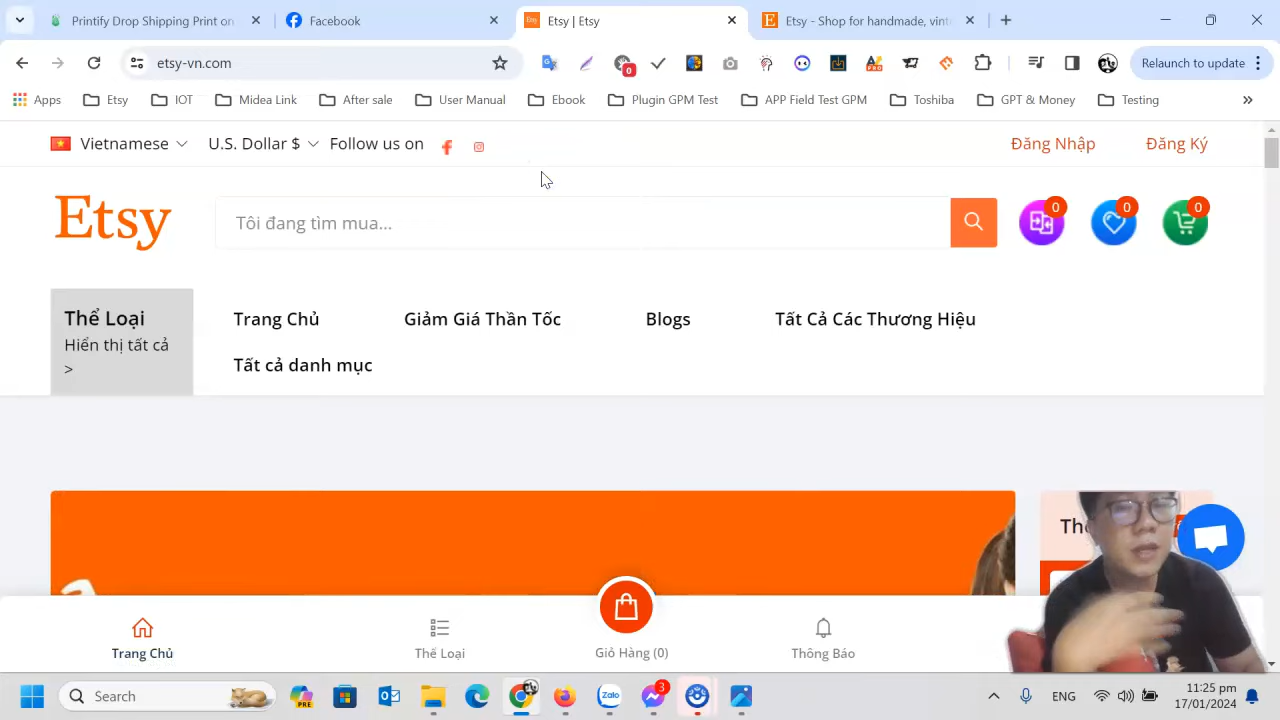 Printify Drop Shipping Print on
Facebook
Etsy | Etsy
Etsy - Shop for handmade, vint
etsy-vn.com
0
PRO
Relaunch to update
Apps
Etsy
IOT
Midea Link
After sale
User Manual
Ebook
Plugin GPM Test
APP Field Test GPM
Toshiba
GPT & Money
Testing
Vietnamese
U.S. Dollar $
Follow us on
Đăng Nhập
Đăng Ký
Etsy
Tôi đang tìm mua...
0
0
0
Thể Loại
Hiển thị tất cả
>
Trang Chủ
Giảm Giá Thần Tốc
Blogs
Tất Cả Các Thương Hiệu
Tất cả danh mục
Trang Chủ
Thể Loại
Giỏ Hàng (0)
Thông Báo
Search
PRE
Zalo
3
ENG
11:25 pm
17/01/2024